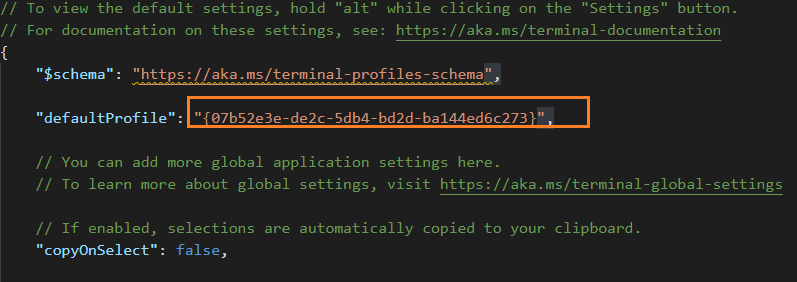 // To view the default settings, hold "alt" while clicking on the "Settings" button.
// For documentation on these settings, see: https://aka.ms/terminal-documentation
{
"$schema": "https://aka.ms/terminal-profiles-schema",
"defaultProfile": "{07b52e3e-de2c-5db4-bd2d-ba144ed6c273}",
// You can add more global application settings here.
// To learn more about global settings, visit https://aka.ms/terminal-global-settings
// If enabled, selections are automatically copied to your clipboard.
"copyOnSelect": false,